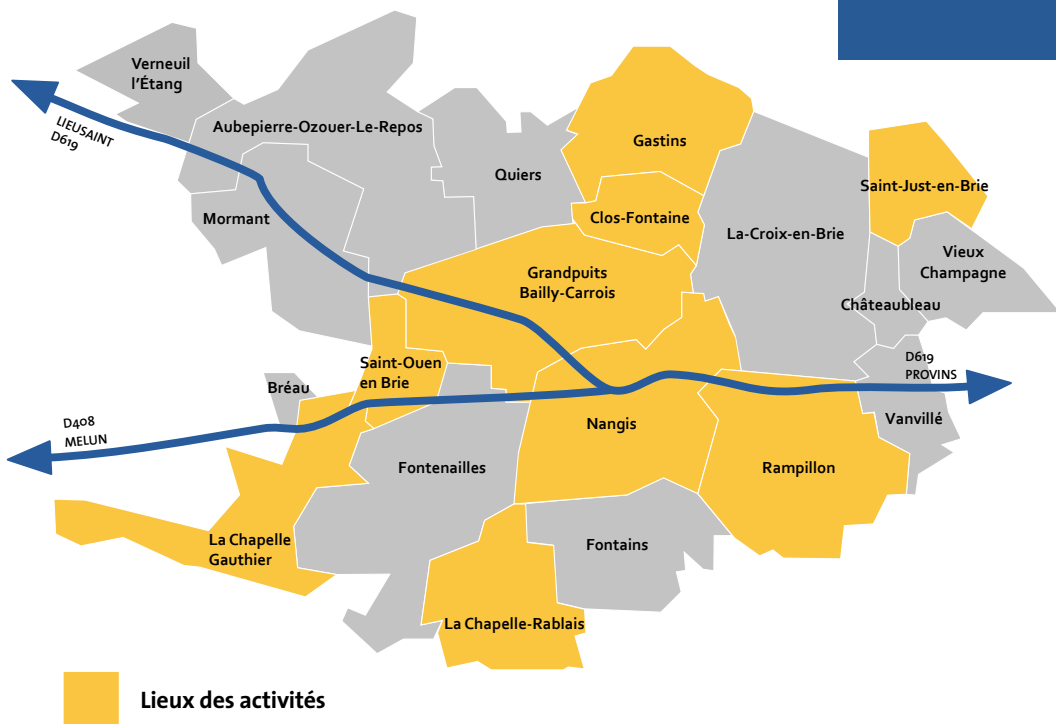 Verneuil
l'Étang
LIEUSAINT
D619
Aubepierre-Ozouer-Le-Repos
Gastins
Quiers
Saint-Just-en-Brie
Mormant
Clos-Fontaine
La-Croix-en-Brie
Vieux
Champagne
Grandpuits
Bailly-Carrois
Châteaubleau
Saint-Ouen
en Brie
D619
PROVINS
Bréau
D408
MELUN
Nangis
Vanvillé
Fontenailles
Rampillon
La Chapelle
Gauthier
Fontains
La Chapelle-Rablais
Lieux des activités